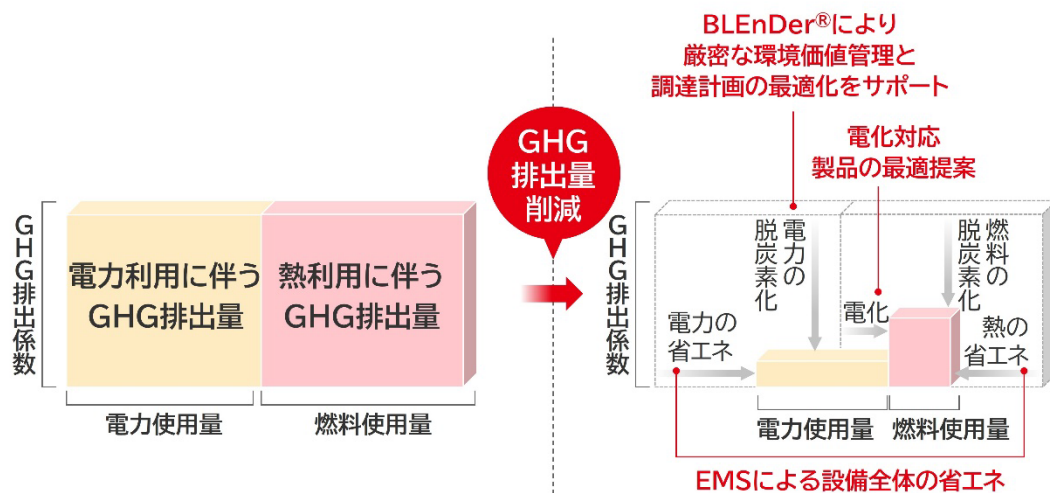 GHG排出係数
電力利用に伴う
GHG排出量
熱利用に伴う
GHG排出量
電力使用量
燃料使用量
GHG
排出量
削減
BLEnDer®により
厳密な環境価値管理と
調達計画の最適化をサポート
電化対応
製品の最適提案
GHG排出係数
電力の
脱炭素化
燃料の
脱炭素化
電化
電力の
省エネ
熱の
省エネ
電力使用量
燃料使用量
EMSによる設備全体の省エネ